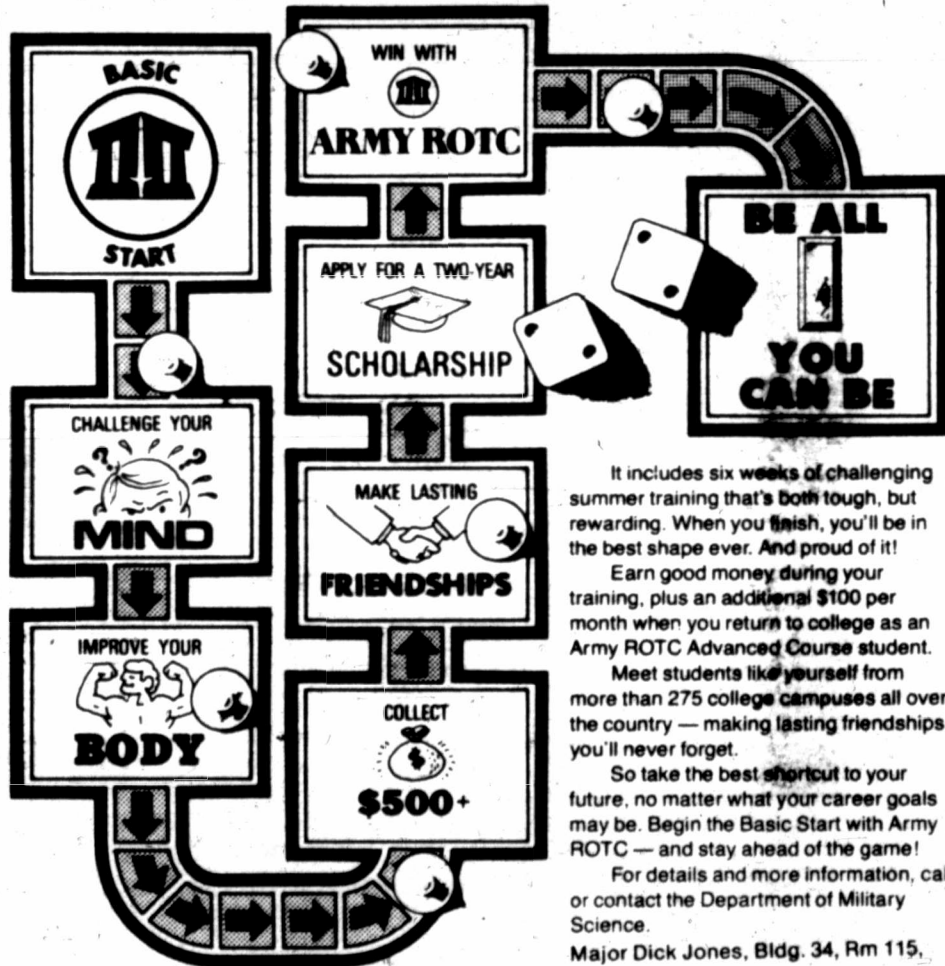 BASIC
START
CHALLENGE YOUR
? ?
MIND
IMPROVE YOUR
BODY
COLLECT
$
$500+
MAKE LASTING
FRIENDSHIPS
APPLY FOR A TWO-YEAR
SCHOLARSHIP
WIN WITH
ARMY ROTC
BE ALL
YOU
CAN BE
It includes six weeks of challenging
summer training that's both tough, but
rewarding. When you finish, you'll be in
the best shape ever. And proud of it!
Earn good money during your
training, plus an additional $100 per
month when you return to college as an
Army ROTC Advanced Course student.
Meet students like yourself from
more than 275 college campuses all over
the country — making lasting friendships
you'll never forget.
So take the best shortcut to your
future, no matter what your career goals
may be. Begin the Basic Start with Army
ROTC — and stay ahead of the game!
For details and more information, cal
or contact the Department of Military
Science.
Major Dick Jones, Bldg. 34, Rm 115,